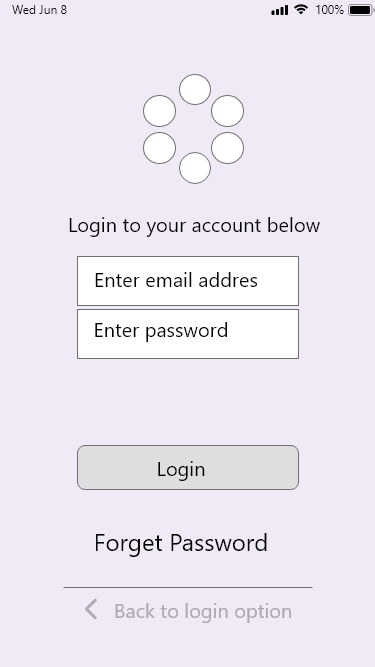 Wed Jun 8 100%
Login to your account below
Enter email addres
Enter password
Login
Forget Password
Back to login option